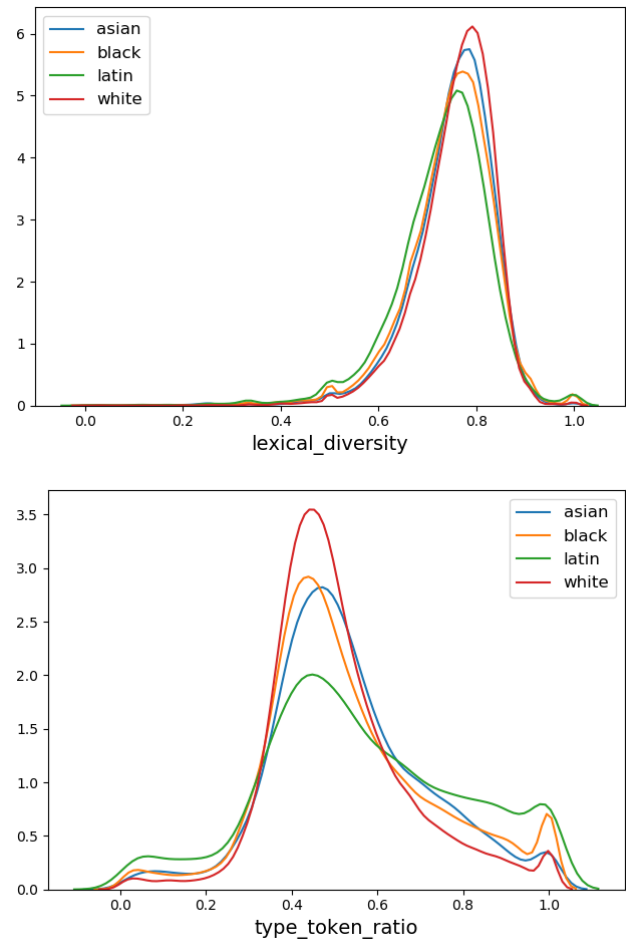 asian
black
latin
white
6
5
4
3
2
1
0
0.0 0.2 0.4 0.6 0.8 1.0
lexical_diversity
asian
black
latin
white
3.5
3.0
2.5
2.0
1.5
1.0
0.5
0.0
0.0 0.2 0.4 0.6 0.8 1.0
type_token_ratio